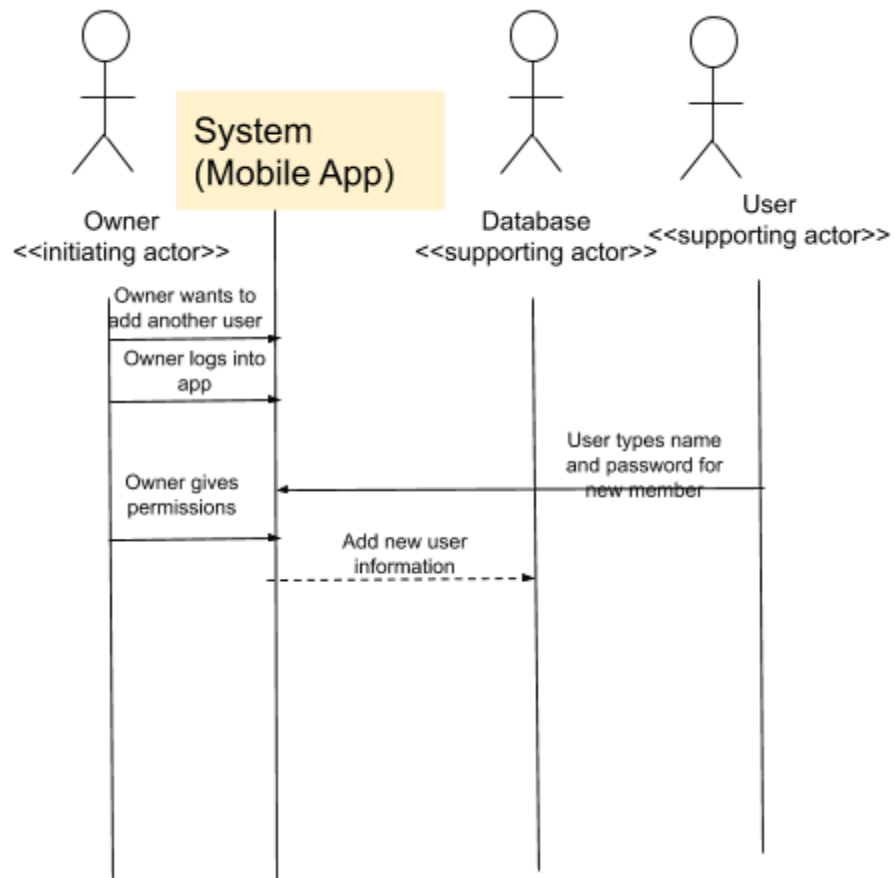 System
(Mobile App)
Owner
<<initiating actor>>
Database
<<supporting actor>>
User
<<supporting actor>>
Owner wants to
add another user
Owner logs into
app
User types name
and password for
new member
Owner gives
permissions
Add new user
information